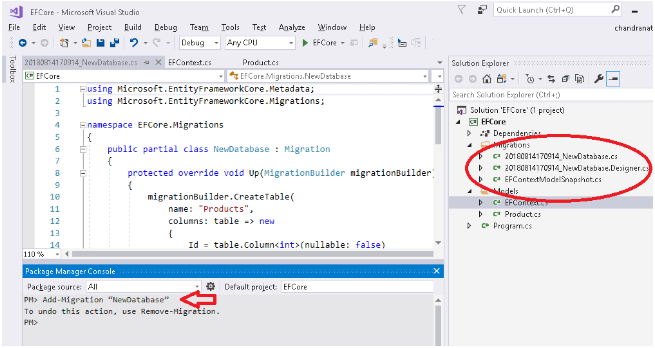 EFCore - Microsoft Visual Studio
Quick Launch (Ctrl+Q)
File Edit View Project Build Debug Team Tools Test Analyze Window Help
chandranat
Debug Any CPU EFCore
Toolbox
20180814170914_NewDatabase.cs EFContext.cs Product.cs
EFCore EFCore.Migrations.NewDatabase
1 using Microsoft.EntityFrameworkCore.Metadata;
2 using Microsoft.EntityFrameworkCore.Migrations;
3
4 namespace EFCore.Migrations
5 {
6 public partial class NewDatabase : Migration
7 {
8 protected override void Up(MigrationBuilder migrationBuilder)
9 {
10 migrationBuilder.CreateTable(
11 name: "Products",
12 columns: table => new
13 {
14 Id = table.Column<int>(nullable: false)
110 %
Package Manager Console
Package source: All Default project: EFCore
PM> Add-Migration "NewDatabase"
To undo this action, use Remove-Migration.
PM>
Solution Explorer
Search Solution Explorer (Ctrl+;)
Solution 'EFCore' (1 project)
EFCore
Dependencies
Migrations
20180814170914_NewDatabase.cs
20180814170914_NewDatabase.Designer.cs
EFContextModelSnapshot.cs
Models
EFContext.cs
Product.cs
Program.cs